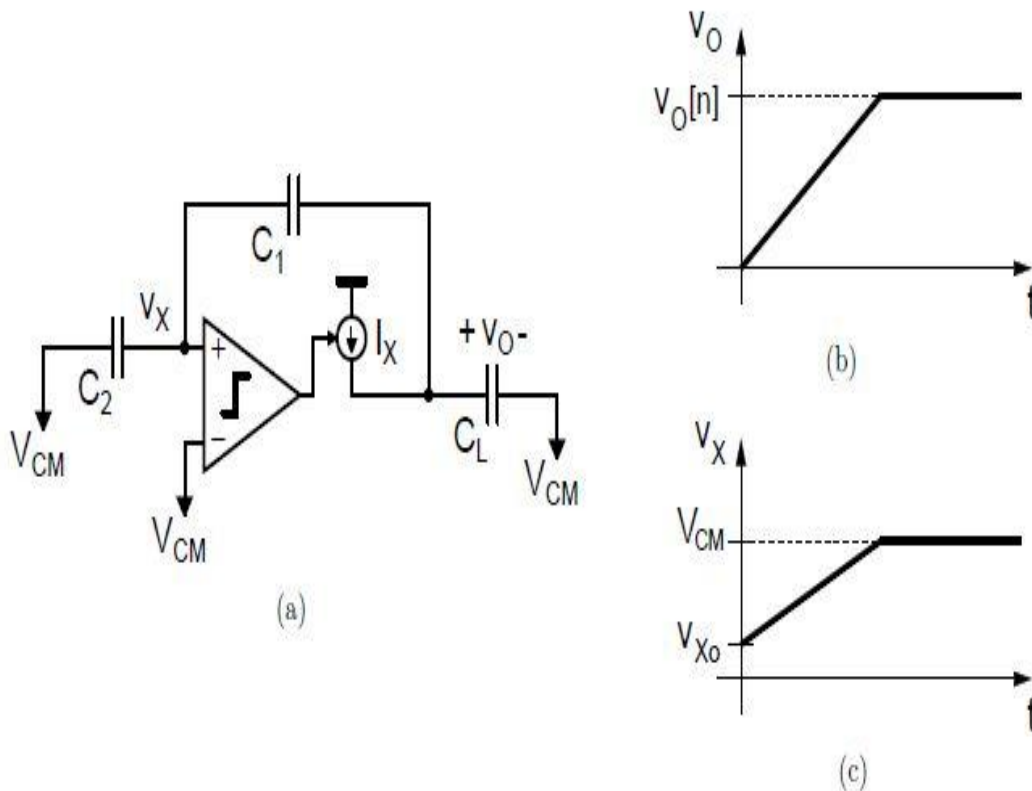 C1
vX
+
IX
+ vO -
C2
−
CL
VCM
VCM
VCM
(a)
vO
vO[n]
t
(b)
vX
VCM
vXo
t
(c)